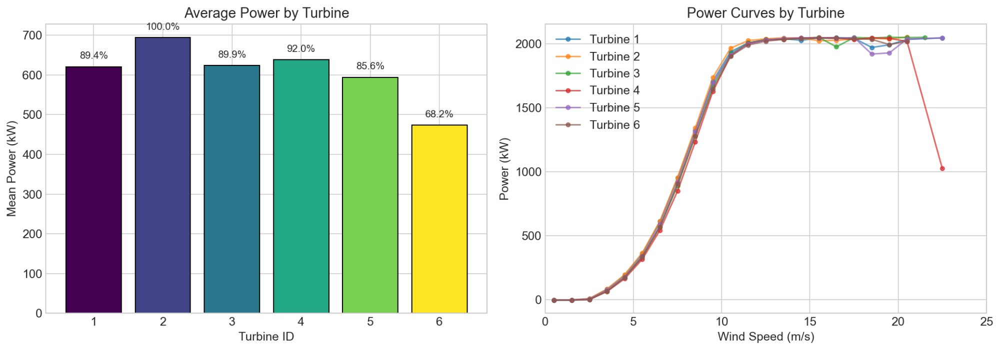 Average Power by Turbine
Mean Power (kW)
700
600
500
400
300
200
100
0
89.4%
100.0%
89.9%
92.0%
85.6%
68.2%
1 2 3 4 5 6
Turbine ID
Power Curves by Turbine
Power (kW)
2000
1500
1000
500
0
Turbine 1
Turbine 2
Turbine 3
Turbine 4
Turbine 5
Turbine 6
0 5 10 15 20 25
Wind Speed (m/s)